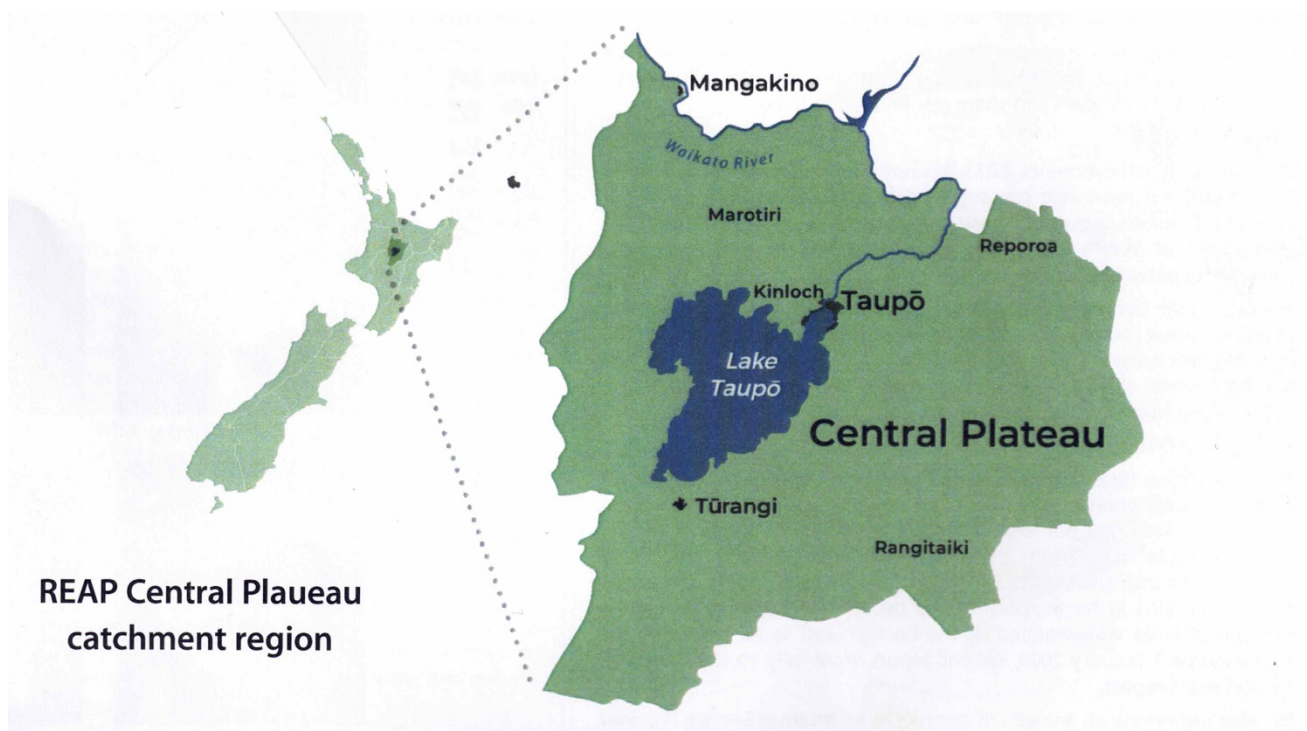 Mangakino
Waikato River
Marotiri
Reporoa
Kinloch
Taupō
Lake
Taupō
Central Plateau
Tūrangi
Rangitaiki
REAP Central Plaueau
catchment region